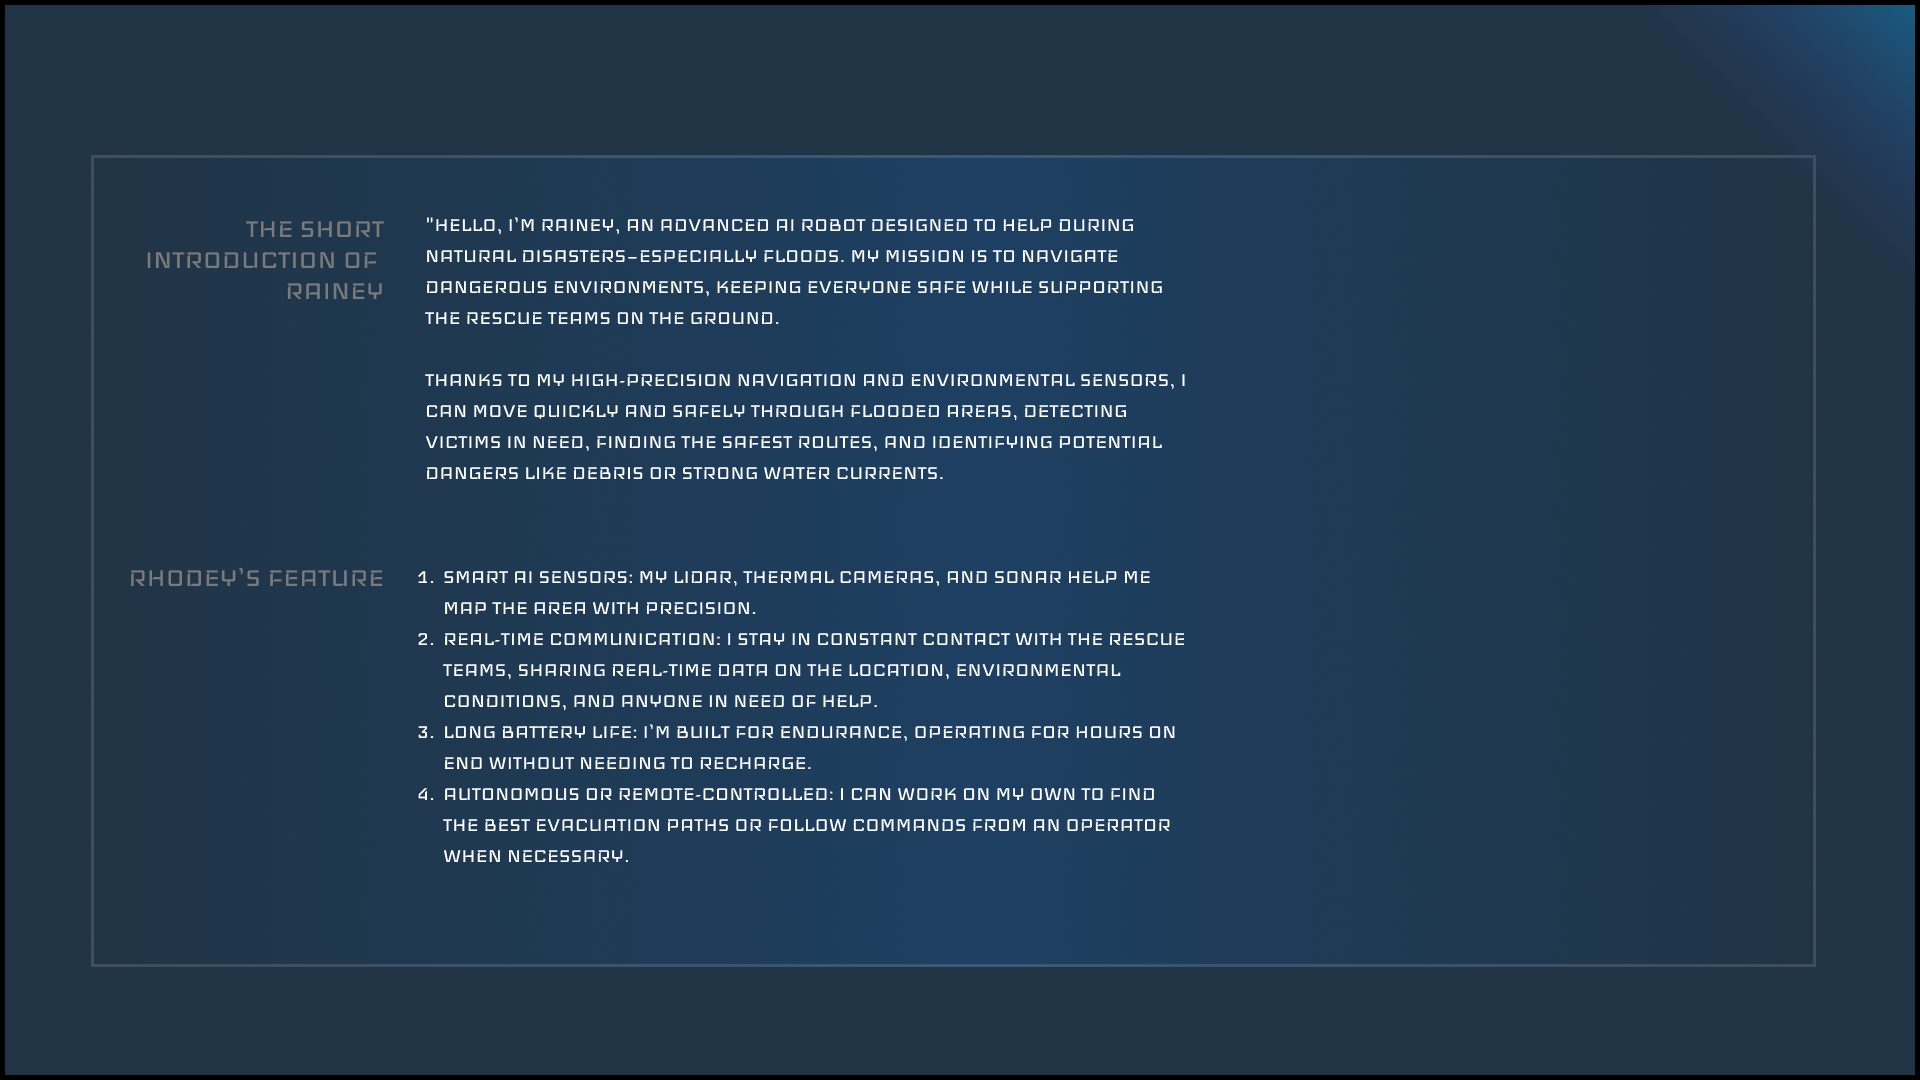 THE SHORT
INTRODUCTION OF
RAINEY
"HELLO, I'M RAINEY, AN ADVANCED AI ROBOT DESIGNED TO HELP DURING
NATURAL DISASTERS—ESPECIALLY FLOODS. MY MISSION IS TO NAVIGATE
DANGEROUS ENVIRONMENTS, KEEPING EVERYONE SAFE WHILE SUPPORTING
THE RESCUE TEAMS ON THE GROUND.
THANKS TO MY HIGH-PRECISION NAVIGATION AND ENVIRONMENTAL SENSORS, I
CAN MOVE QUICKLY AND SAFELY THROUGH FLOODED AREAS, DETECTING
VICTIMS IN NEED, FINDING THE SAFEST ROUTES, AND IDENTIFYING POTENTIAL
DANGERS LIKE DEBRIS OR STRONG WATER CURRENTS.
RHODEY'S FEATURE
1. SMART AI SENSORS: MY LIDAR, THERMAL CAMERAS, AND SONAR HELP ME
MAP THE AREA WITH PRECISION.
2. REAL-TIME COMMUNICATION: I STAY IN CONSTANT CONTACT WITH THE RESCUE
TEAMS, SHARING REAL-TIME DATA ON THE LOCATION, ENVIRONMENTAL
CONDITIONS, AND ANYONE IN NEED OF HELP.
3. LONG BATTERY LIFE: I'M BUILT FOR ENDURANCE, OPERATING FOR HOURS ON
END WITHOUT NEEDING TO RECHARGE.
4. AUTONOMOUS OR REMOTE-CONTROLLED: I CAN WORK ON MY OWN TO FIND
THE BEST EVACUATION PATHS OR FOLLOW COMMANDS FROM AN OPERATOR
WHEN NECESSARY.